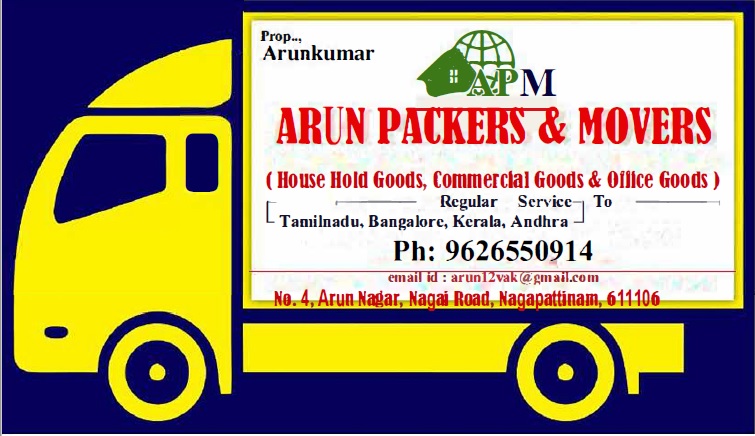 Prop..,
Arunkumar
APM
ARUN PACKERS & MOVERS
( House Hold Goods, Commercial Goods & Office Goods )
Regular Service To
Tamilnadu, Bangalore, Kerala, Andhra
Ph: 9626550914
email id : arun12vak@gmail.com
No. 4, Arun Nagar, Nagai Road, Nagapattinam, 611106